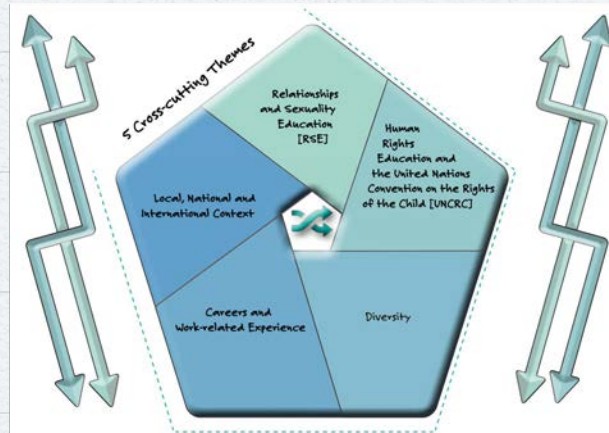 5 Cross-cutting Themes
Relationships
and Sexuality
Education
[RSE]
Human
Rights
Education and
the United Nations
Convention on the Rights
of the Child [UNCRC]
Local, National and
International Context
Careers and
Work-related Experience
Diversity